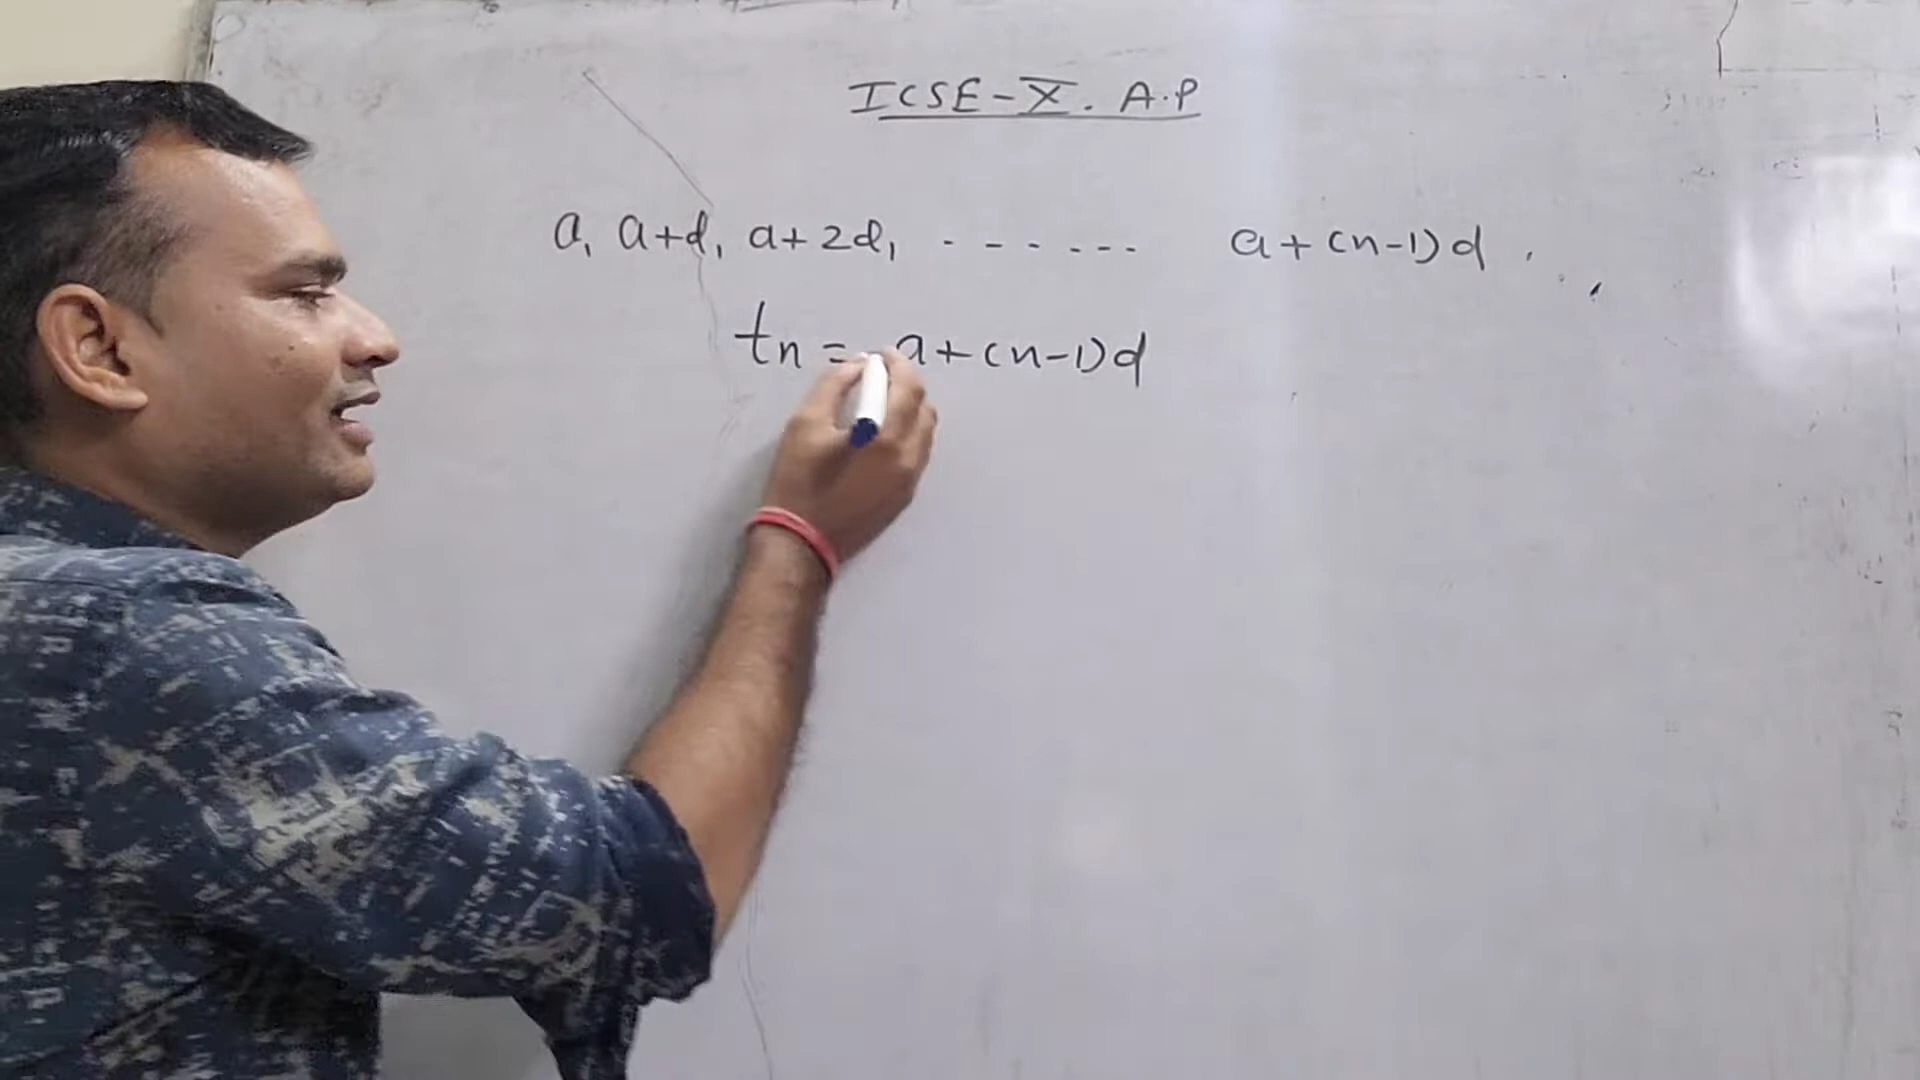 ICSE-X. A.P
a, a+d, a+2d, - - - - - - a+(n-1)d .
tn = a+(n-1)d